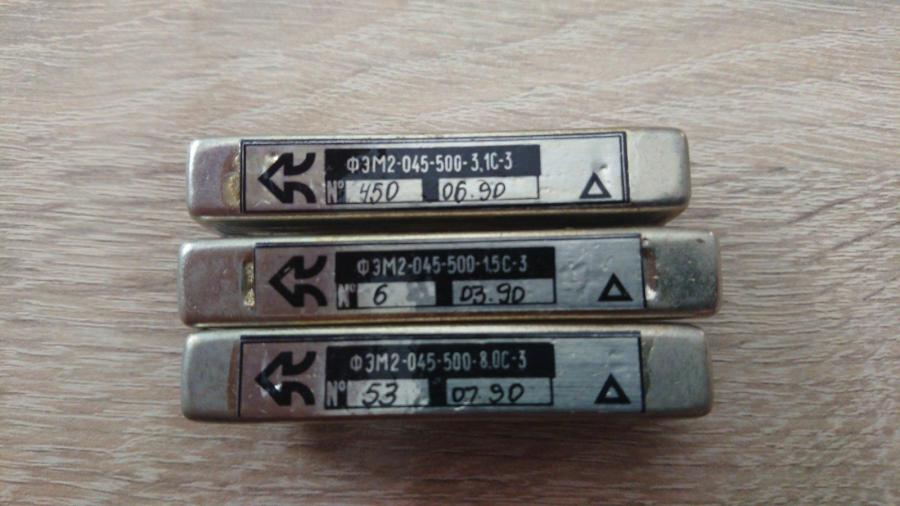 ФЭМ2-045-500-3,1С-3
№ 450 06.90
ФЭМ2-045-500-1,5С-3
№ 6 03.90
ФЭМ2-045-500-8,0С-3
№ 53 07.90